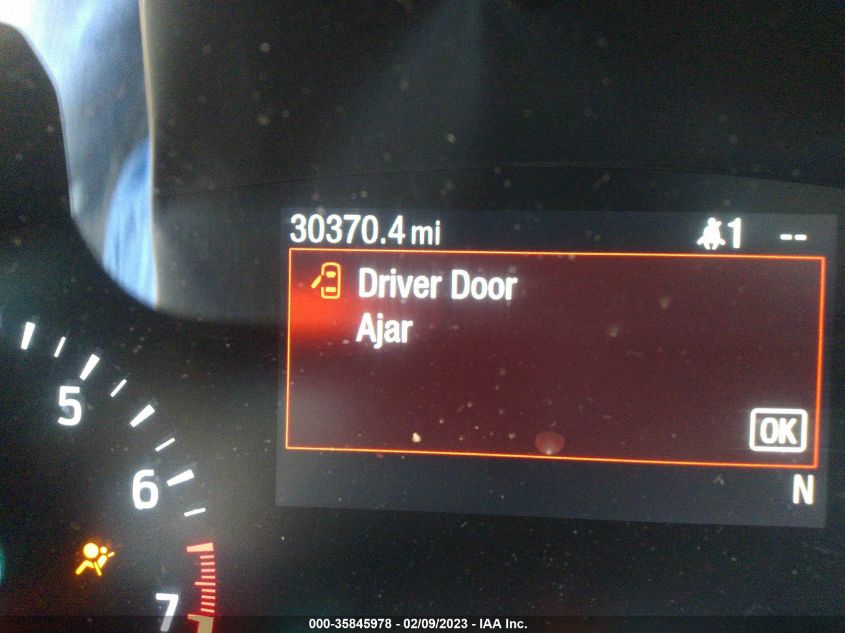 30370.4 mi 1 --
Driver Door
Ajar
OK
N
5
6
7
000-35845978 - 02/09/2023 - IAA Inc.